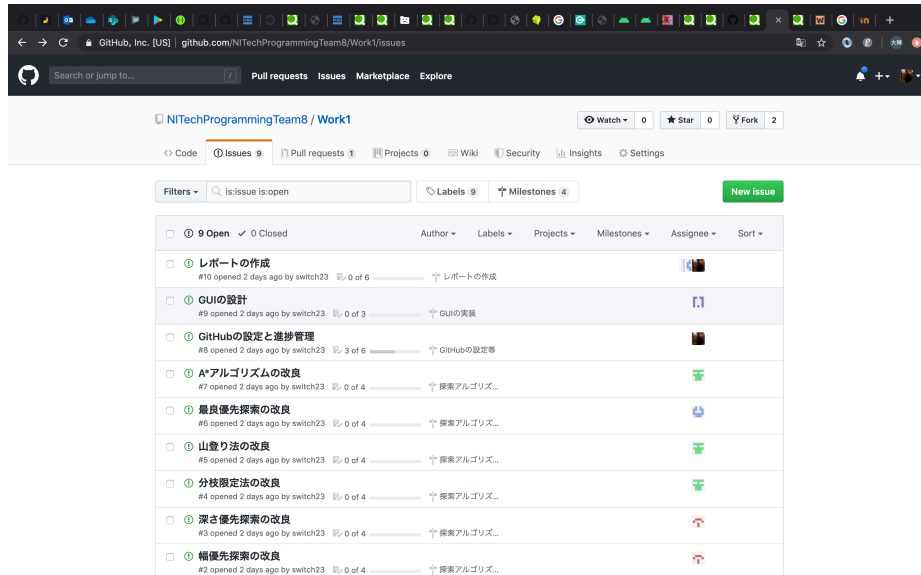 GitHub, Inc. [US] | github.com/NITechProgrammingTeam8/Work1/issues
Search or jump to... / Pull requests Issues Marketplace Explore
NITechProgrammingTeam8 / Work1 Watch 0 Star 0 Fork 2
Code Issues 9 Pull requests 1 Projects 0 Wiki Security Insights Settings
Filters is:issue is:open Labels 9 Milestones 4 New issue
9 Open 0 Closed Author Labels Projects Milestones Assignee Sort
レポートの作成
#10 opened 2 days ago by switch23 0 of 6 レポートの作成
GUIの設計
#9 opened 2 days ago by switch23 0 of 3 GUIの実装
GitHubの設定と進捗管理
#8 opened 2 days ago by switch23 3 of 6 GitHubの設定等
A*アルゴリズムの改良
#7 opened 2 days ago by switch23 0 of 4 探索アルゴリズ...
最良優先探索の改良
#6 opened 2 days ago by switch23 0 of 4 探索アルゴリズ...
山登り法の改良
#5 opened 2 days ago by switch23 0 of 4 探索アルゴリズ...
分枝限定法の改良
#4 opened 2 days ago by switch23 0 of 4 探索アルゴリズ...
深さ優先探索の改良
#3 opened 2 days ago by switch23 0 of 4 探索アルゴリズ...
幅優先探索の改良
#2 opened 2 days ago by switch23 0 of 4 探索アルゴリズ...